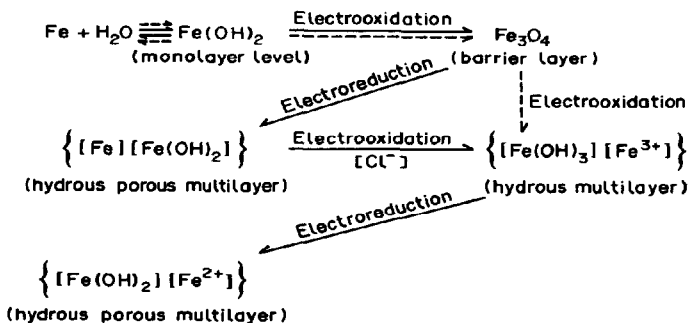 Electrooxidation
Fe + H₂O ⇌ Fe(OH)₂ → Fe₃O₄
(monolayer level) (barrier layer)
Electroreduction
Electrooxidation
{[Fe][Fe(OH)₂]} Electrooxidation {[Fe(OH)₃][Fe³⁺]}
[Cl⁻]
(hydrous porous multilayer) (hydrous multilayer)
Electroreduction
{[Fe(OH)₂][Fe²⁺]}
(hydrous porous multilayer)